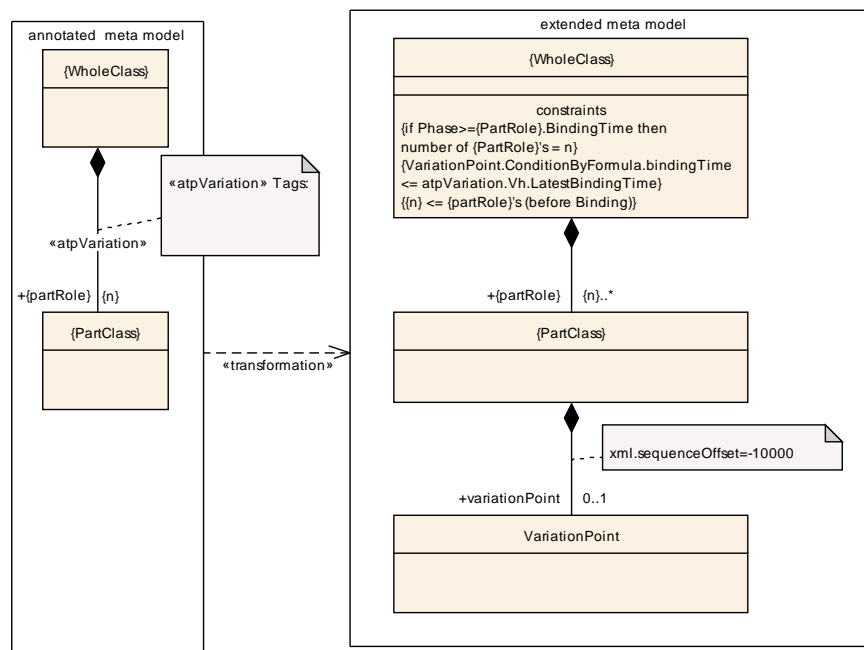 annotated meta model
{WholeClass}
«atpVariation» Tags:
«atpVariation»
+{partRole} {n}
{PartClass}
«transformation»
extended meta model
{WholeClass}
constraints
{if Phase>={PartRole}.BindingTime then
number of {PartRole}'s = n}
{VariationPoint.ConditionByFormula.bindingTime
<= atpVariation.Vh.LatestBindingTime}
{{n} <= {partRole}'s (before Binding)}
+{partRole} {n}..*
{PartClass}
xml.sequenceOffset=-10000
+variationPoint 0..1
VariationPoint